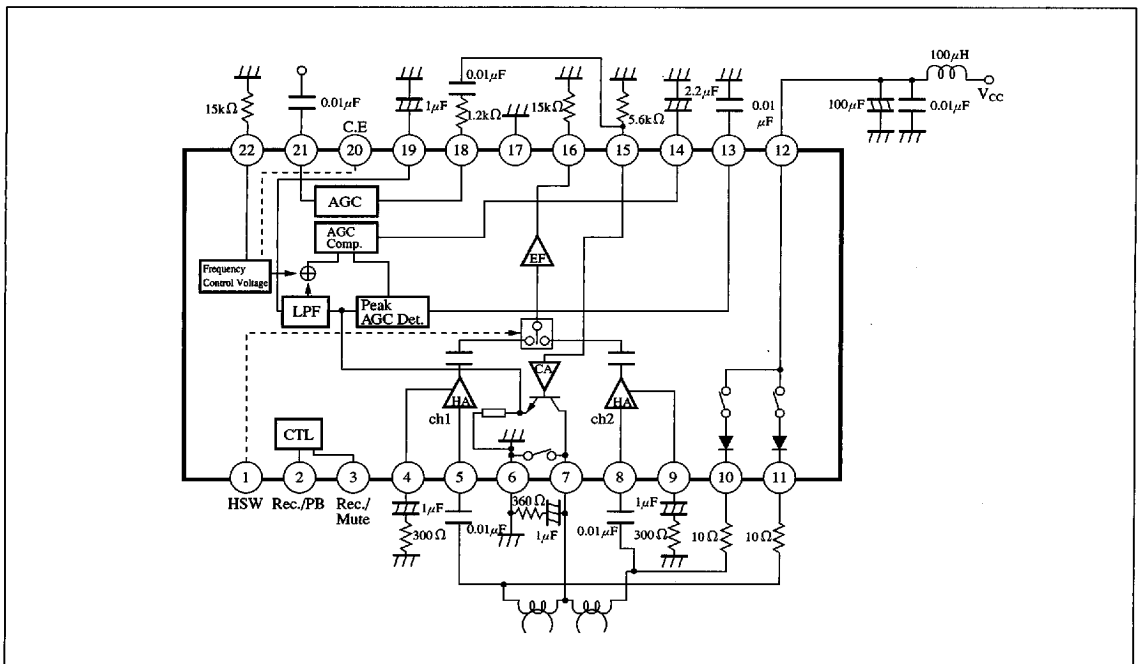 100μH
VCC
100μF
0.01μF
15kΩ
0.01μF
C.E
1μF
0.01μF
1.2kΩ
15kΩ
5.6kΩ
2.2μF
0.01
μF
22
21
20
19
18
17
16
15
14
13
12
AGC
AGC
Comp.
EF
Frequency
Control Voltage
LPF
Peak
AGC Det.
CA
HA
ch1
HA
ch2
CTL
1
2
3
4
5
6
7
8
9
10
11
HSW
Rec./PB
Rec./
Mute
1μF
300Ω
0.01μF
360Ω
1μF
0.01μF
1μF
300Ω
10Ω
10Ω